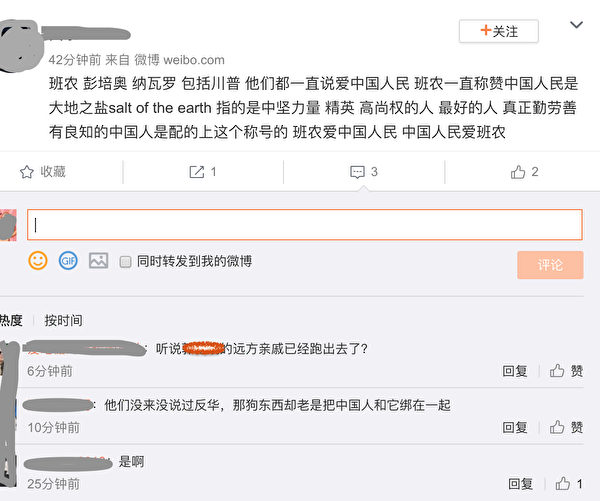 +关注
42分钟前 来自 微博 weibo.com
班农 彭培奥 纳瓦罗 包括川普 他们都一直说爱中国人民 班农一直称赞中国人民是
大地之盐salt of the earth 指的是中坚力量 精英 高尚权的人 最好的人 真正勤劳善
有良知的中国人是配的上这个称号的 班农爱中国人民 中国人民爱班农
收藏 1 3 2
GIF 同时转发到我的微博 评论
热度 按时间
：听说 的远方亲戚已经跑出去了？
6分钟前 回复 赞
：他们没来没说过反华，那狗东西却老是把中国人和它绑在一起
10分钟前 回复 赞
：是啊
25分钟前 回复 1